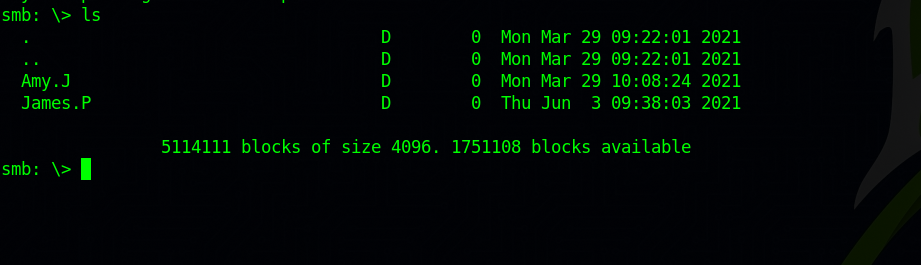 smb: \> ls
. D 0 Mon Mar 29 09:22:01 2021
.. D 0 Mon Mar 29 09:22:01 2021
Amy.J D 0 Mon Mar 29 10:08:24 2021
James.P D 0 Thu Jun 3 09:38:03 2021
5114111 blocks of size 4096. 1751108 blocks available
smb: \>